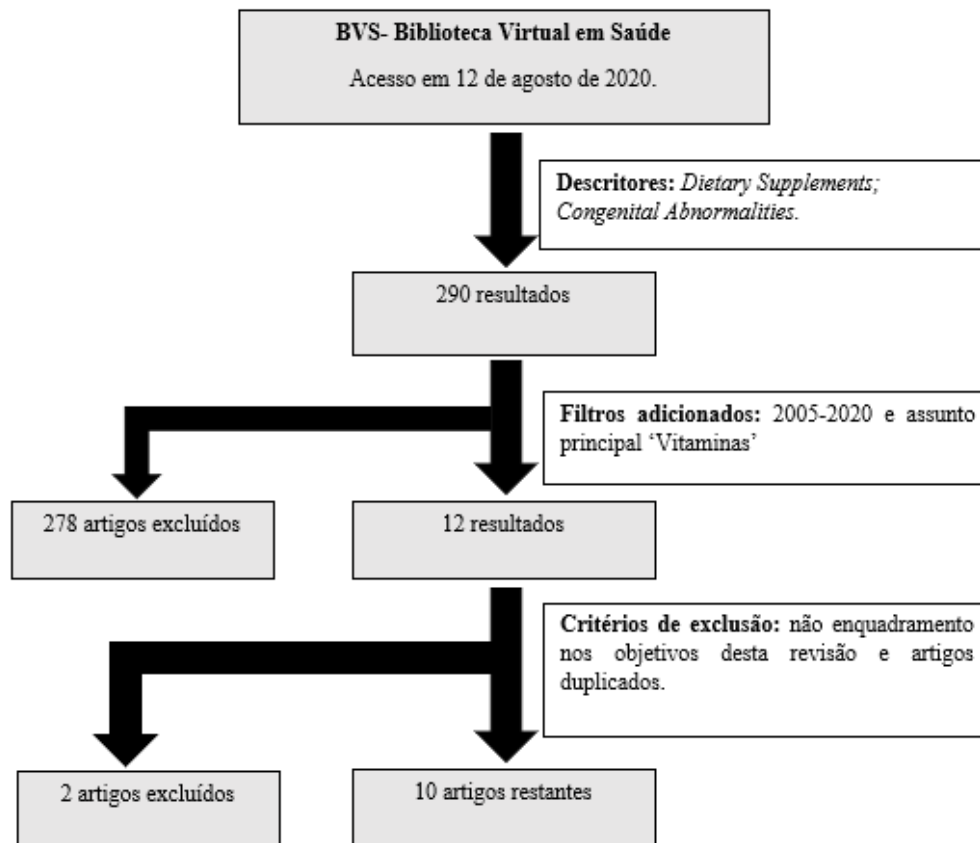 BVS- Biblioteca Virtual em Saúde
Acesso em 12 de agosto de 2020.
Descritores: Dietary Supplements;
Congenital Abnormalities.
290 resultados
Filtros adicionados: 2005-2020 e assunto
principal ‘Vitaminas’
278 artigos excluídos
12 resultados
Critérios de exclusão: não enquadramento
nos objetivos desta revisão e artigos
duplicados.
2 artigos excluídos
10 artigos restantes